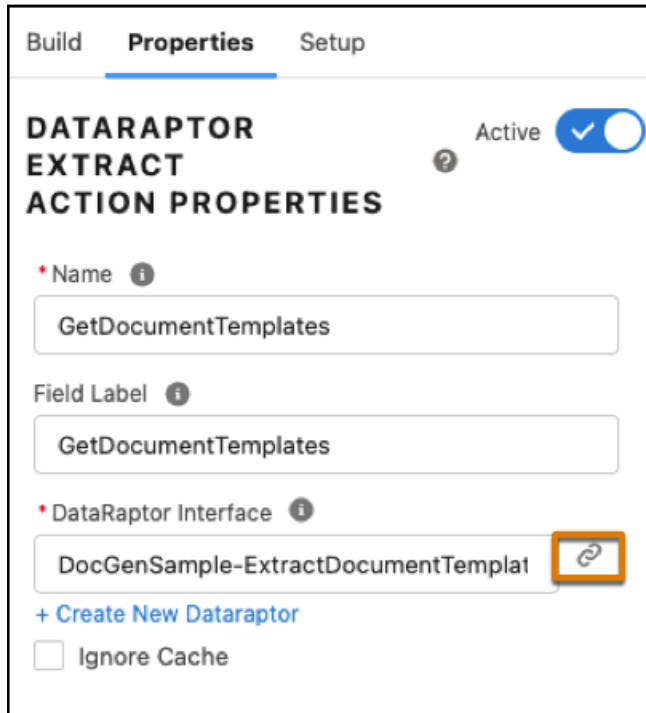 Build Properties Setup
DATARAPTOR Active
EXTRACT
ACTION PROPERTIES
* Name
GetDocumentTemplates
Field Label
GetDocumentTemplates
* DataRaptor Interface
DocGenSample-ExtractDocumentTemplat
+ Create New Dataraptor
Ignore Cache